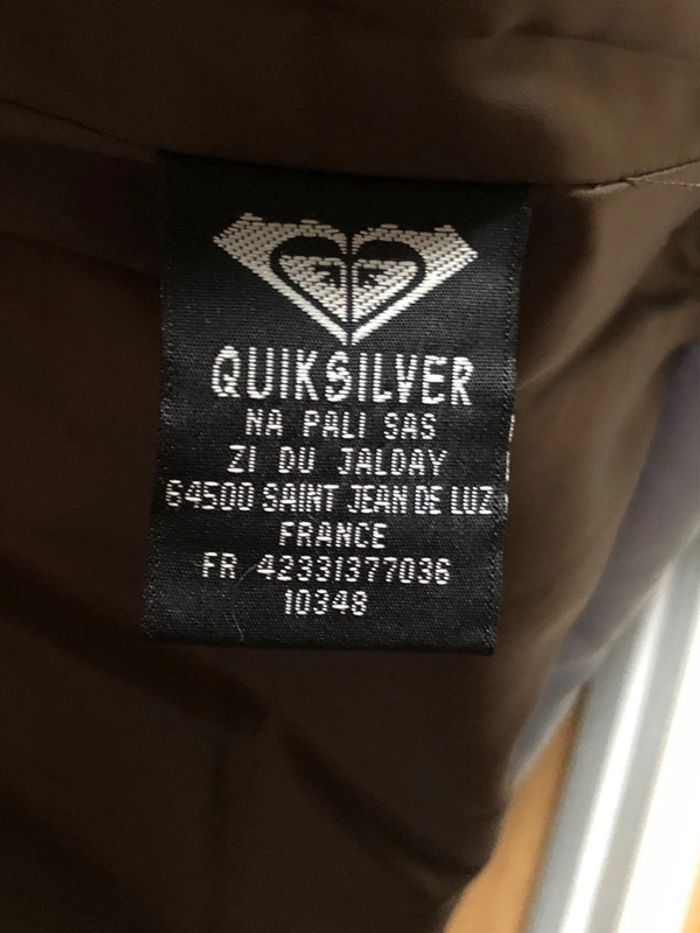 QUIKSILVER
NA PALI SAS
ZI DU JALDAY
64500 SAINT JEAN DE LUZ
FRANCE
FR 42331377036
10348